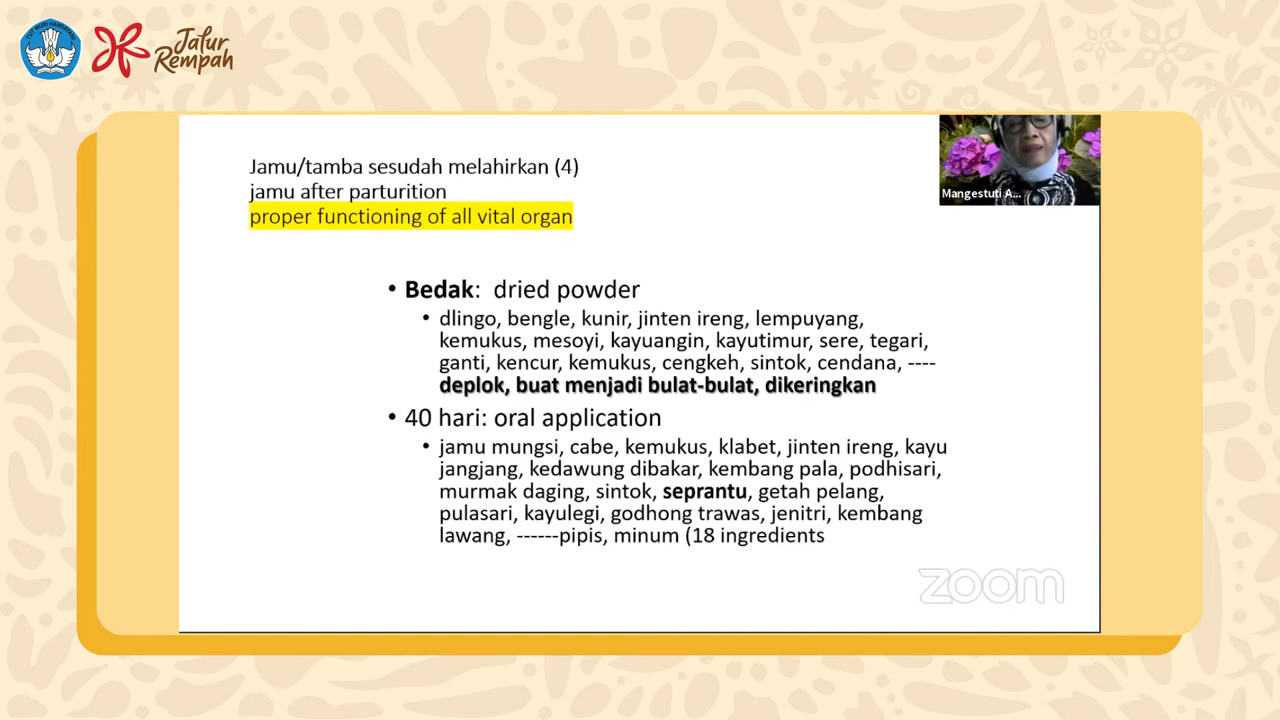 TUT WURI HANDAYANI
Jalur
Rempah
Jamu/tamba sesudah melahirkan (4)
jamu after parturition
proper functioning of all vital organ
Mangestuti A...
• Bedak:  dried powder
• dlingo, bengle, kunir, jinten ireng, lempuyang,
kemukus, mesoyi, kayuangin, kayutimur, sere, tegari,
ganti, kencur, kemukus, cengkeh, sintok, cendana, ----
deplok, buat menjadi bulat-bulat, dikeringkan
• 40 hari: oral application
• jamu mungsi, cabe, kemukus, klabet, jinten ireng, kayu
jangjang, kedawung dibakar, kembang pala, podhisari,
murmak daging, sintok, seprantu, getah pelang,
pulasari, kayulegi, godhong trawas, jenitri, kembang
lawang, ------pipis, minum (18 ingredients
zoom